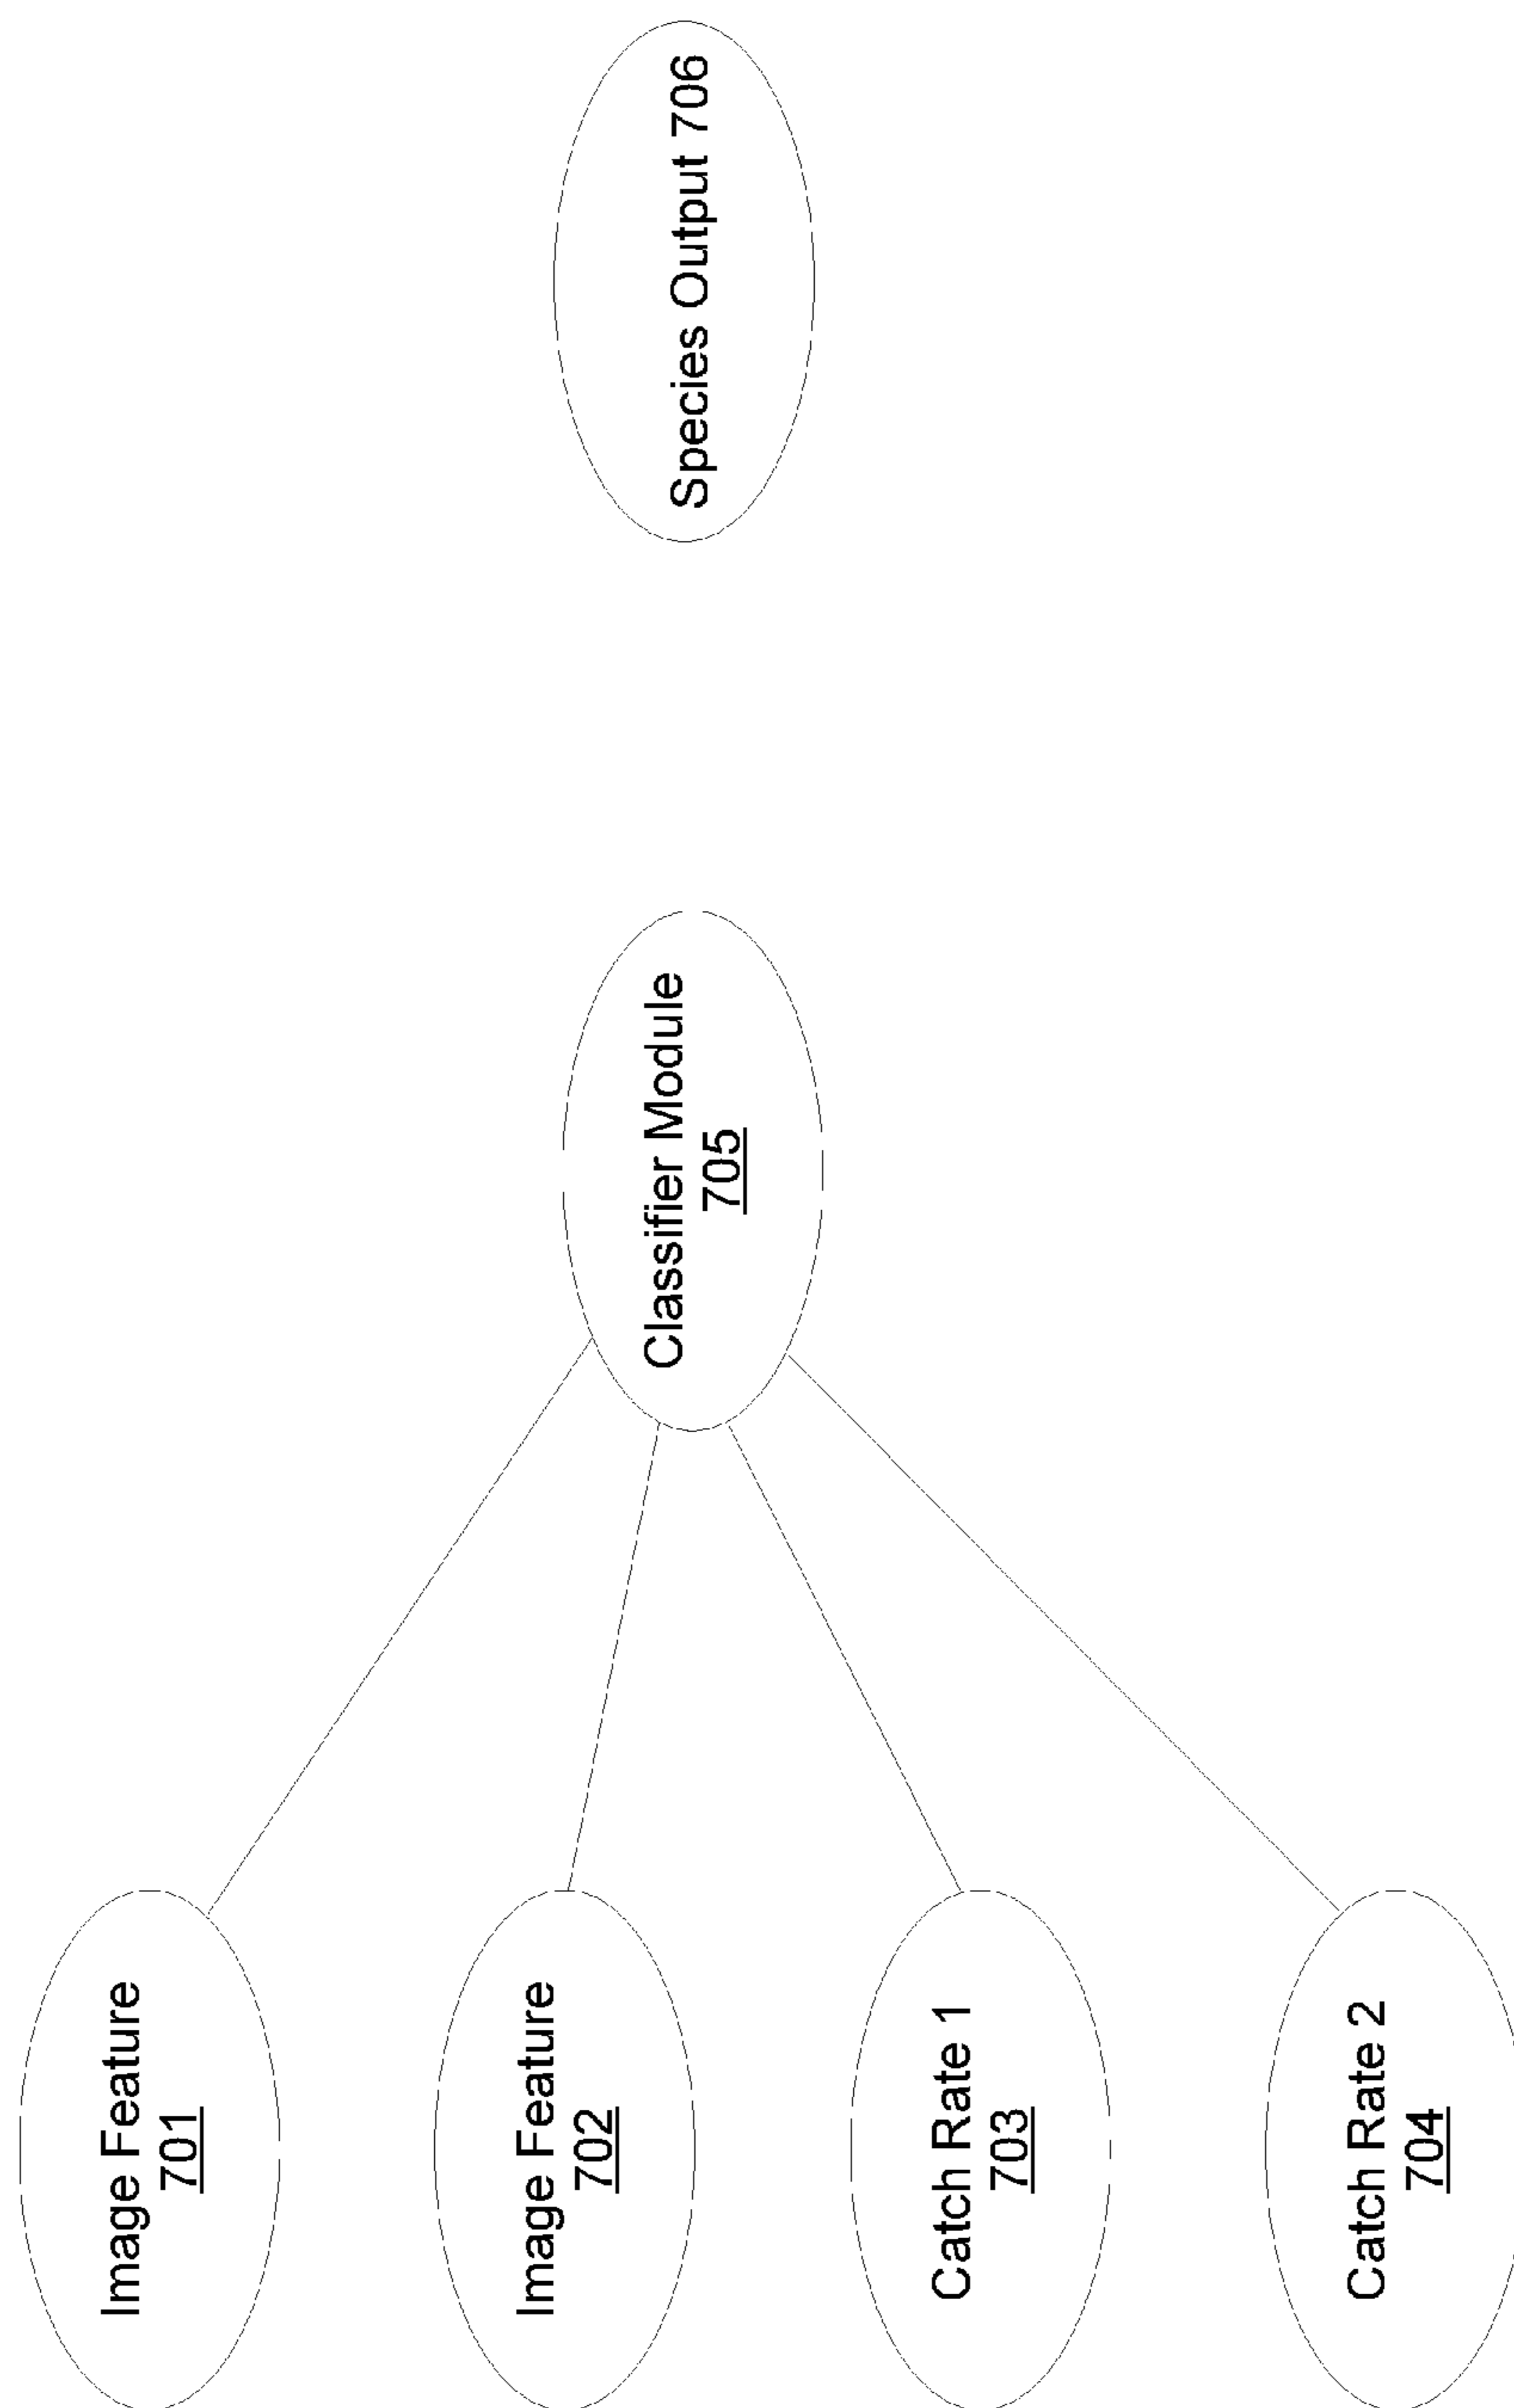 Image Feature
701
Image Feature
702
Catch Rate 1
703
Catch Rate 2
704
Classifier Module
705
Species Output 706